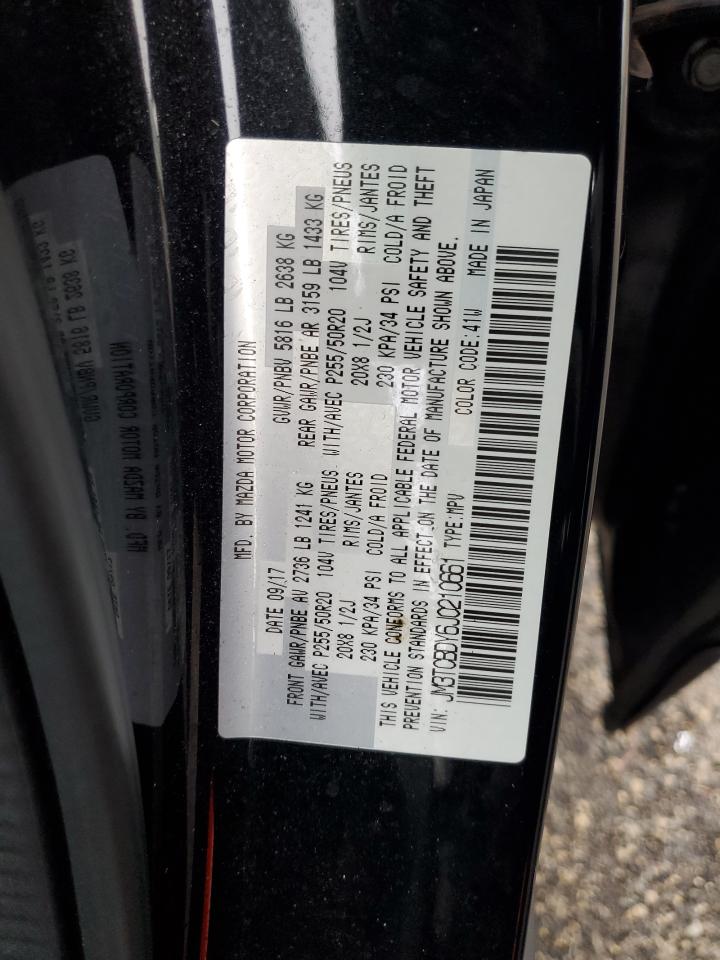 MFD. BY MAZDA MOTOR CORPORATION
DATE 09/17 GVWR/PNBV 5816 LB 2638 KG
FRONT GAWR/PNBE AV 2736 LB 1241 KG REAR GAWR/PNBE AR 3159 LB 1433 KG
WITH/AVEC P255/50R20 104V TIRES/PNEUS WITH/AVEC P255/50R20 104V TIRES/PNEUS
20X8 1/2J RIMS/JANTES 20X8 1/2J RIMS/JANTES
230 KPA/34 PSI COLD/A FROID 230 KPA/34 PSI COLD/A FROID
THIS VEHICLE CONFORMS TO ALL APPLICABLE FEDERAL MOTOR VEHICLE SAFETY AND THEFT
PREVENTION STANDARDS IN EFFECT ON THE DATE OF MANUFACTURE SHOWN ABOVE.
VIN: JM3TCBDY6J0210661 TYPE:MPV COLOR CODE:41W MADE IN JAPAN